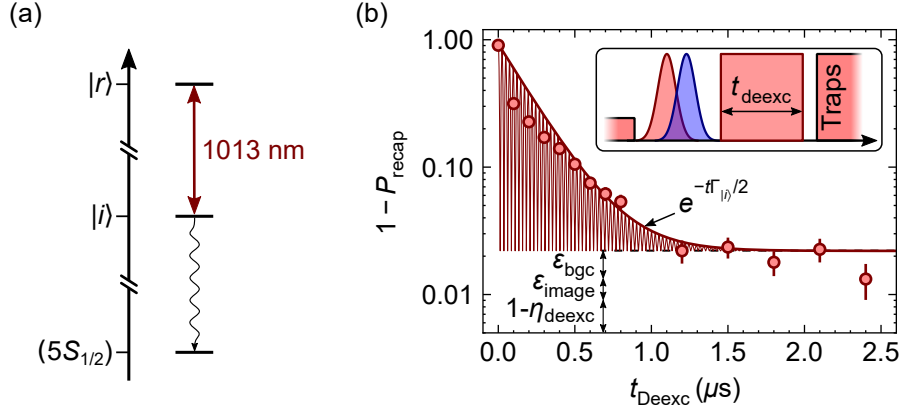 (a)
|r⟩
1013 nm
|i⟩
(5S1/2)
(b)
1 − Precap
1.00
0.10
0.01
tdeexc
Traps
e−tΓ|i⟩/2
εbgc
εimage
1-ηdeexc
0.0 0.5 1.0 1.5 2.0 2.5
tDeexc (μs)